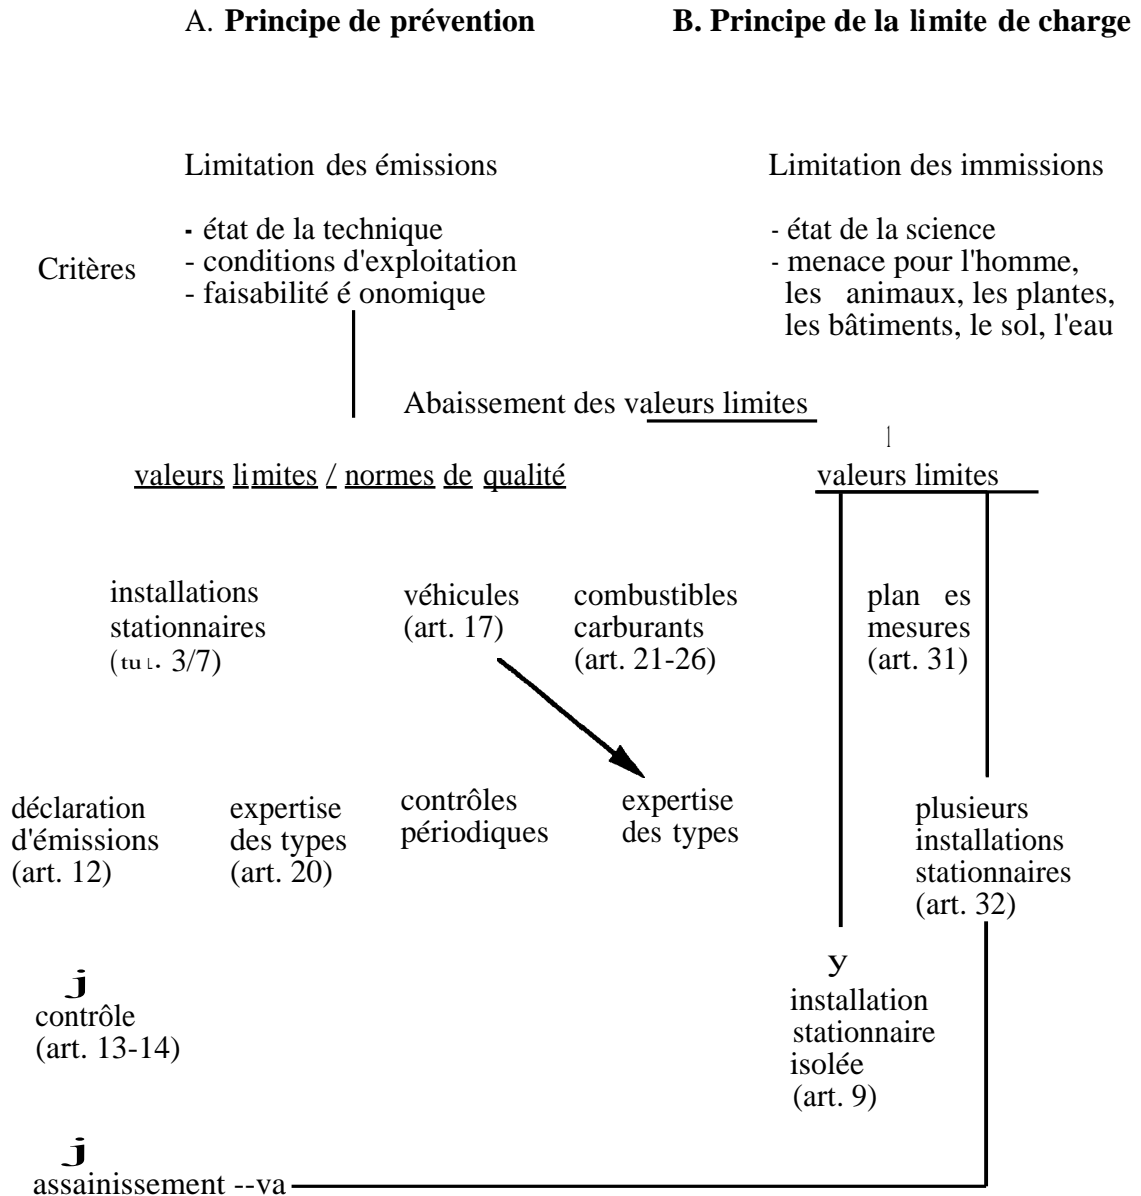 A. Principe de prévention
B. Principe de la limite de charge
Limitation des émissions
Limitation des immissions
Critères
- état de la technique
- conditions d'exploitation
- faisabilité é onomique
- état de la science
- menace pour l'homme,
les animaux, les plantes,
les bâtiments, le sol, l'eau
Abaissement des valeurs limites
valeurs limites / normes de qualité
valeurs limites
installations
stationnaires
(tu L. 3/7)
véhicules
(art. 17)
combustibles
carburants
(art. 21-26)
plan es
mesures
(art. 31)
déclaration
d'émissions
(art. 12)
expertise
des types
(art. 20)
contrôles
périodiques
expertise
des types
plusieurs
installations
stationnaires
(art. 32)
j
contrôle
(art. 13-14)
y
installation
stationnaire
isolée
(art. 9)
j
assainissement --va